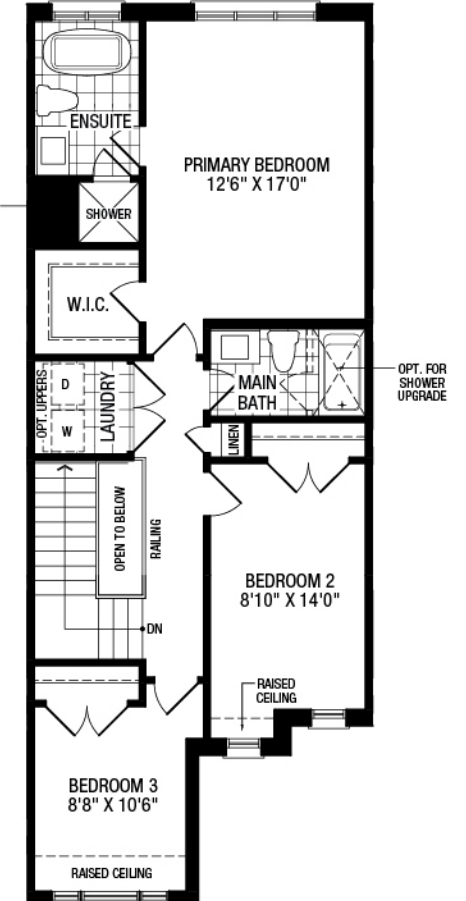 ENSUITE
PRIMARY BEDROOM
12'6" X 17'0"
SHOWER
W.I.C.
OPT. UPPERS
D
W
LAUNDRY
MAIN
BATH
OPT. FOR
SHOWER
UPGRADE
LINEN
OPEN TO BELOW
RAILING
BEDROOM 2
8'10" X 14'0"
DN
RAISED
CEILING
BEDROOM 3
8'8" X 10'6"
RAISED CEILING